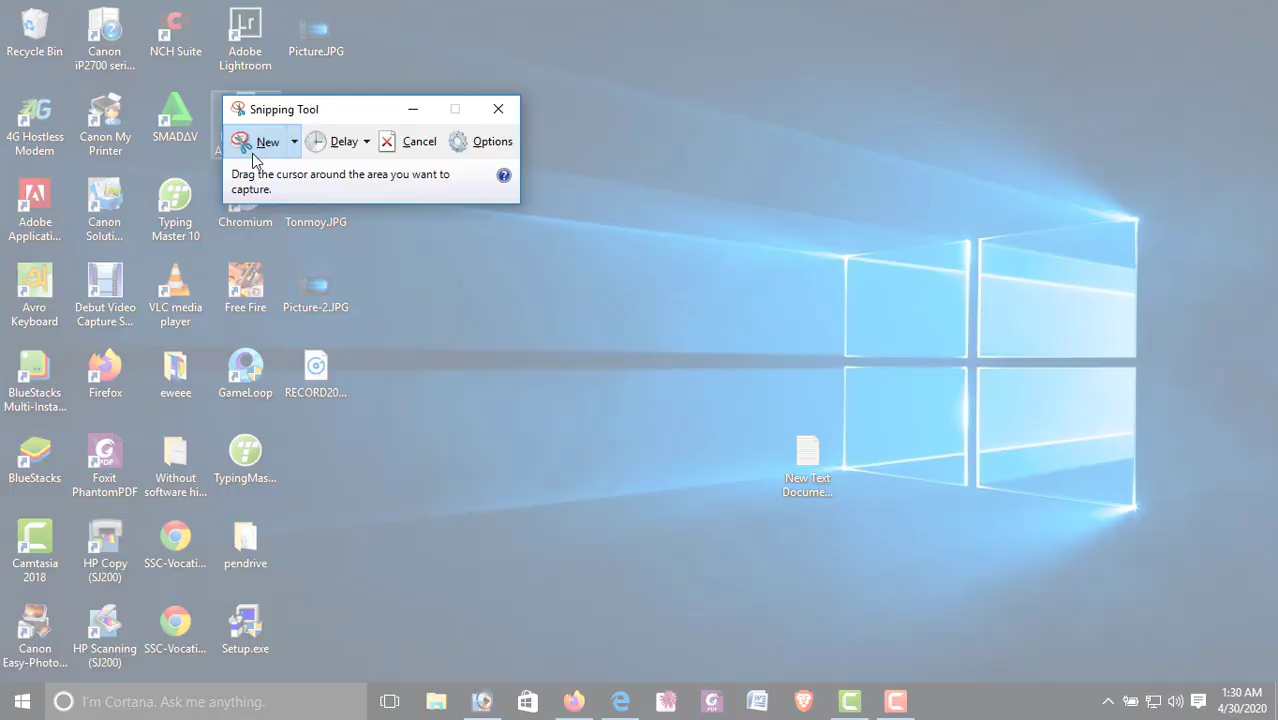 Recycle Bin
Canon
iP2700 seri...
NCH Suite
Adobe
Lightroom
Picture.JPG
Snipping Tool
New
Delay
Cancel
Options
Drag the cursor around the area you want to
capture.
4G Hostless
Modem
Canon My
Printer
SMADΔV
Adobe
Applicati...
Canon
Soluti...
Typing
Master 10
Chromium
Tonmoy.JPG
Avro
Keyboard
Debut Video
Capture S...
VLC media
player
Free Fire
Picture-2.JPG
BlueStacks
Multi-Insta...
Firefox
eweee
GameLoop
RECORD20...
BlueStacks
Foxit
PhantomPDF
Without
software hi...
TypingMas...
New Text
Docume...
Camtasia
2018
HP Copy
(SJ200)
SSC-Vocati...
pendrive
Canon
Easy-Photo...
HP Scanning
(SJ200)
SSC-Vocati...
Setup.exe
I'm Cortana. Ask me anything.
1:30 AM
4/30/2020